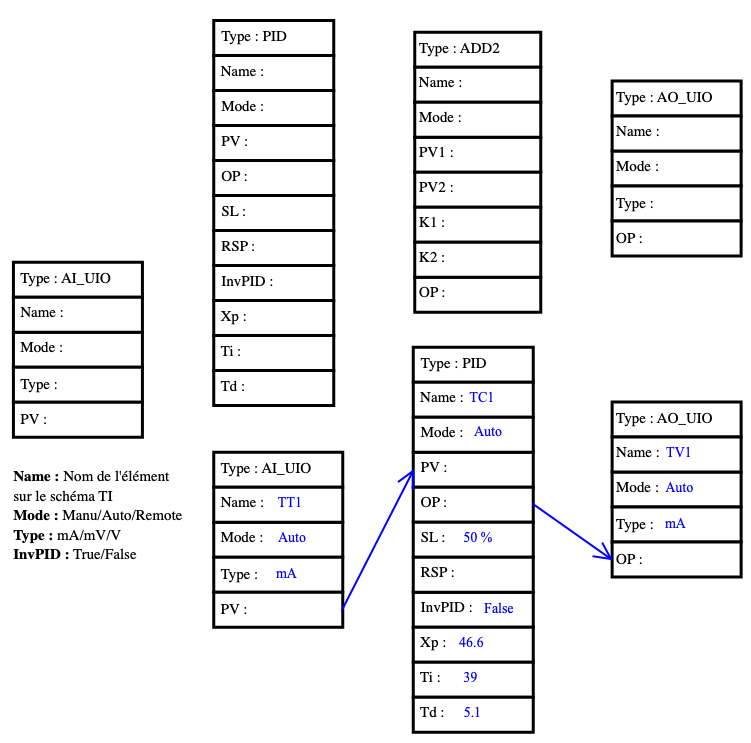 Type : PID
Name :
Mode :
PV :
OP :
SL :
RSP :
InvPID :
Xp :
Ti :
Td :
Type : ADD2
Name :
Mode :
PV1 :
PV2 :
K1 :
K2 :
OP :
Type : AO_UIO
Name :
Mode :
Type :
OP :
Type : AI_UIO
Name :
Mode :
Type :
PV :
Name : Nom de l'élément
sur le schéma TI
Mode : Manu/Auto/Remote
Type : mA/mV/V
InvPID : True/False
Type : AI_UIO
Name : TT1
Mode : Auto
Type : mA
PV :
Type : PID
Name : TC1
Mode : Auto
PV :
OP :
SL : 50 %
RSP :
InvPID : False
Xp : 46.6
Ti : 39
Td : 5.1
Type : AO_UIO
Name : TV1
Mode : Auto
Type : mA
OP :